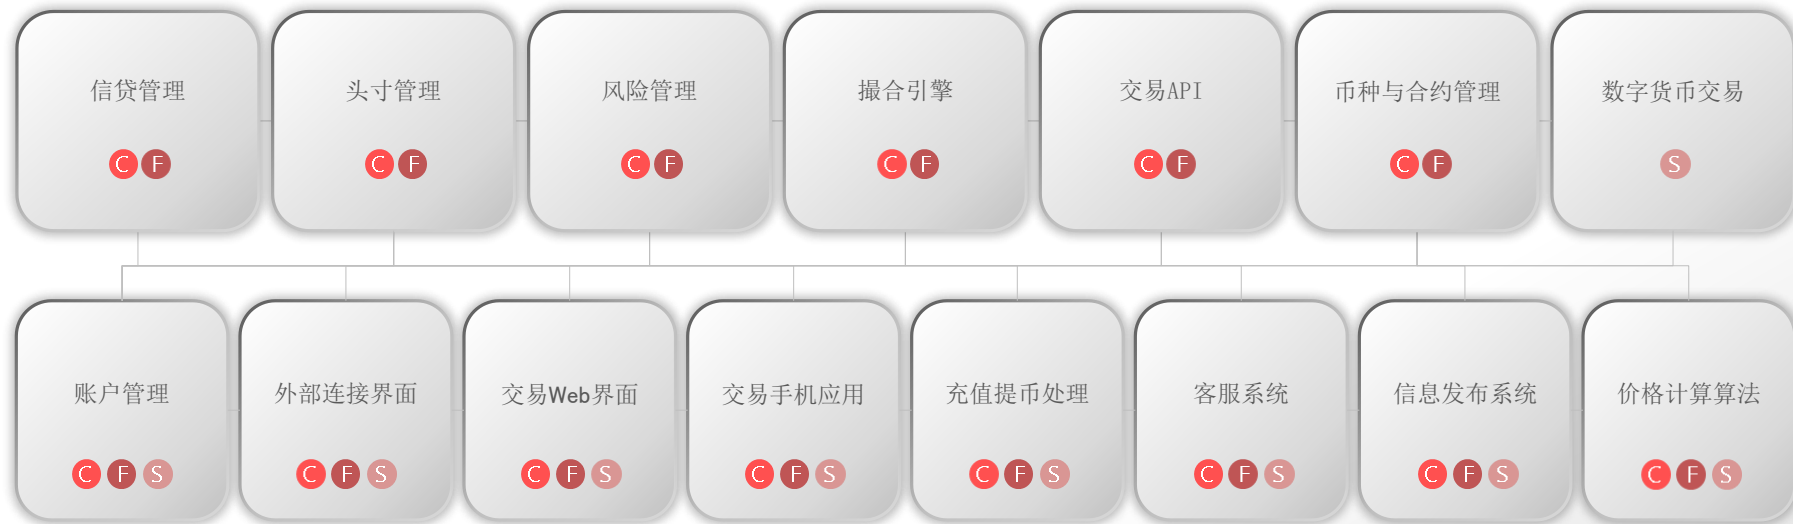 信贷管理
C F
头寸管理
C F
风险管理
C F
撮合引擎
C F
交易API
C F
币种与合约管理
C F
数字货币交易
S
账户管理
C F S
外部连接界面
C F S
交易Web界面
C F S
交易手机应用
C F S
充值提币处理
C F S
客服系统
C F S
信息发布系统
C F S
价格计算算法
C F S